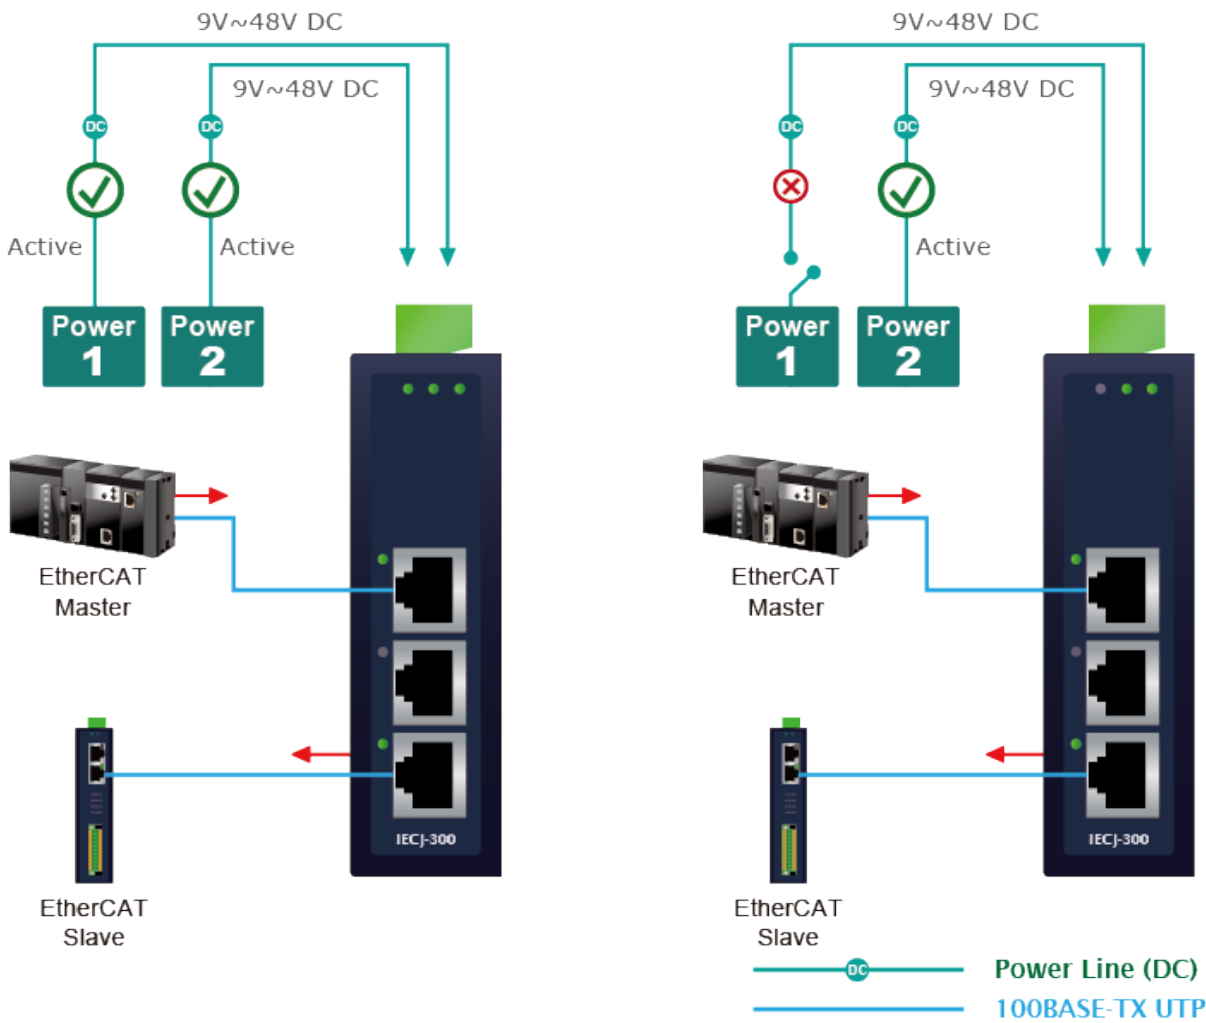 9V~48V DC
9V~48V DC
DC
DC
Active
Active
Power
1
Power
2
EtherCAT
Master
EtherCAT
Slave
IECJ-300
9V~48V DC
9V~48V DC
DC
DC
Active
Power
1
Power
2
EtherCAT
Master
EtherCAT
Slave
IECJ-300
DC
Power Line (DC)
100BASE-TX UTP